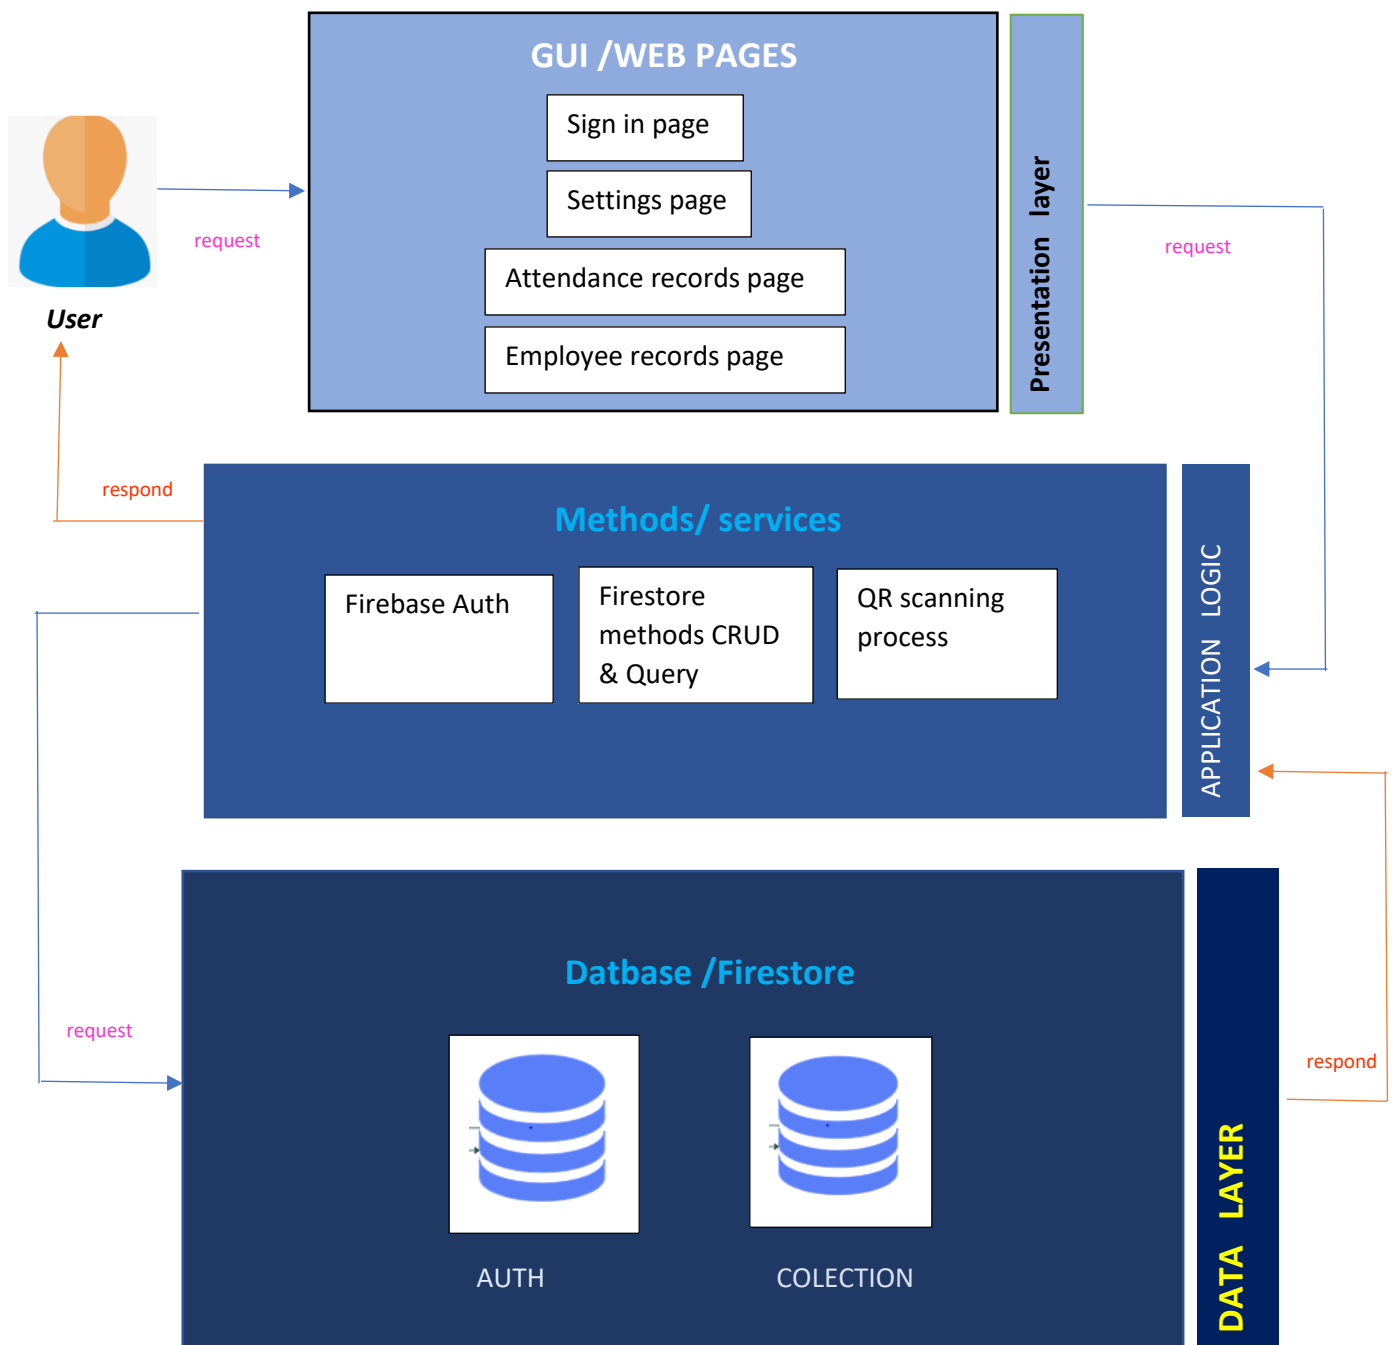 GUI /WEB PAGES
Sign in page
Settings page
Attendance records page
Employee records page
Presentation layer
User
request
request
respond
Methods/ services
Firebase Auth
Firestore
methods CRUD
& Query
QR scanning
process
APPLICATION LOGIC
Datbase /Firestore
request
respond
AUTH
COLECTION
DATA LAYER